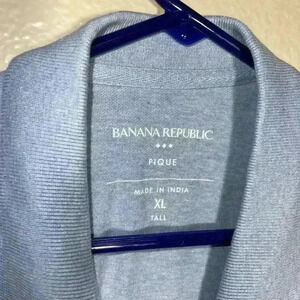 BANANA REPUBLIC
PIQUE
MADE IN INDIA
XL
TALL